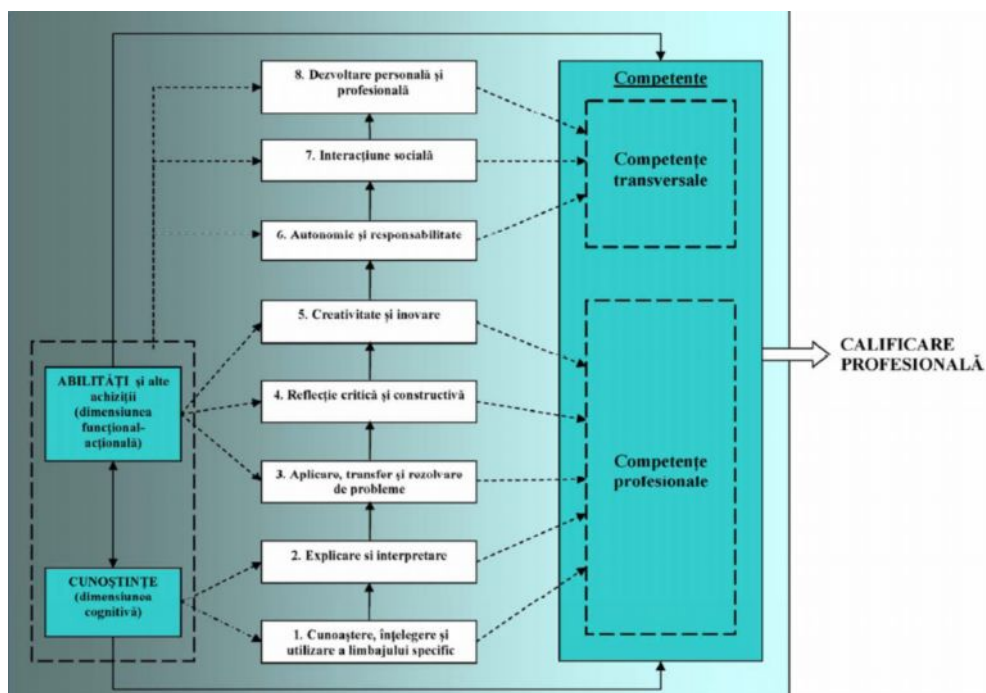 8. Dezvoltare personală și
profesională
7. Interacțiune socială
6. Autonomie și responsabilitate
5. Creativitate și inovare
4. Reflecție critică și constructivă
3. Aplicare, transfer și rezolvare
de probleme
2. Explicare si interpretare
1. Cunoaștere, înțelegere și
utilizare a limbajului specific
ABILITĂȚI și alte
achiziții
(dimensiunea
funcțional-
acțională)
CUNOȘTINȚE
(dimensiunea
cognitivă)
Competențe
Competențe
transversale
Competențe
profesionale
CALIFICARE
PROFESIONALĂ